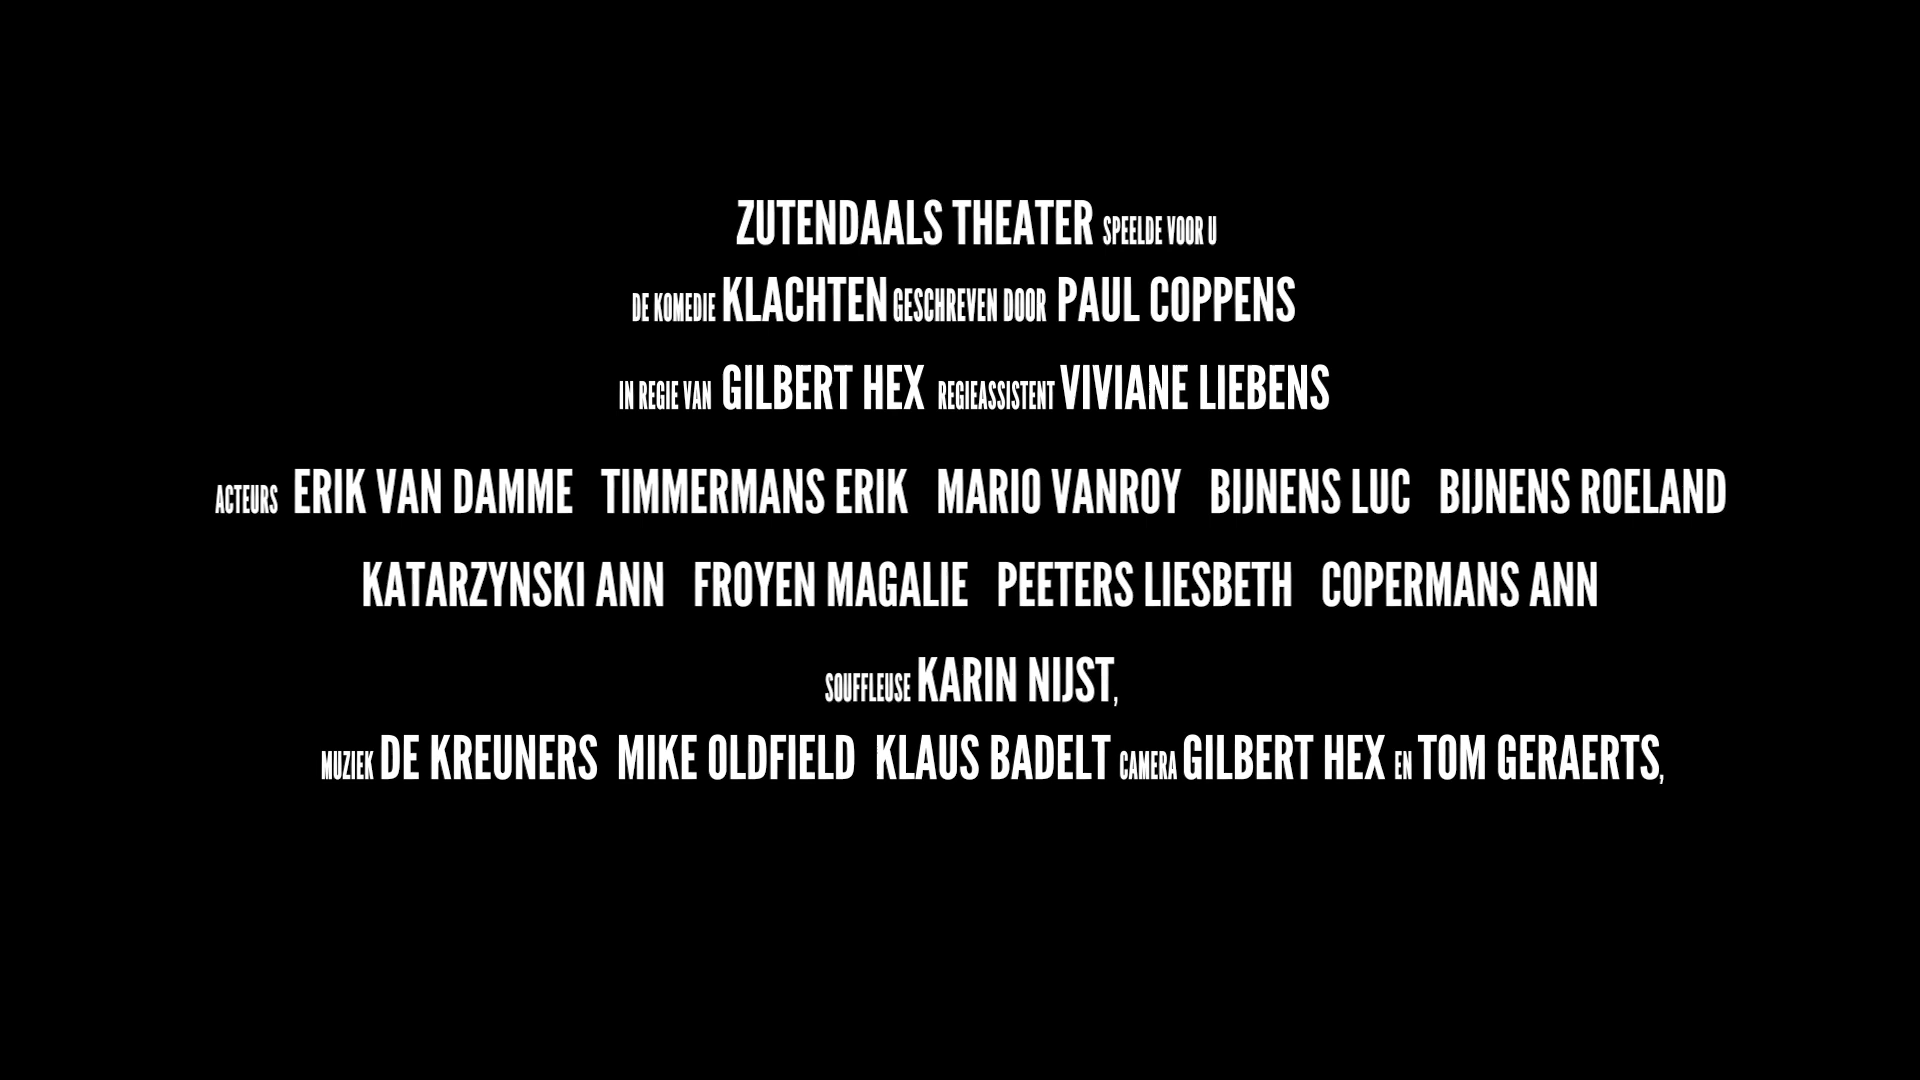 ZUTENDAALS THEATER SPEELDE VOOR U
DE KOMEDIE KLACHTEN GESCHREVEN DOOR PAUL COPPENS
IN REGIE VAN GILBERT HEX REGIEASSISTENT VIVIANE LIEBENS
ACTEURS ERIK VAN DAMME TIMMERMANS ERIK MARIO VANROY BIJNENS LUC BIJNENS ROELAND
KATARZYNSKI ANN FROYEN MAGALIE PEETERS LIESBETH COPERMANS ANN
SOUFFLEUSE KARIN NIJST,
MUZIEK DE KREUNERS MIKE OLDFIELD KLAUS BADELT CAMERA GILBERT HEX EN TOM GERAERTS,